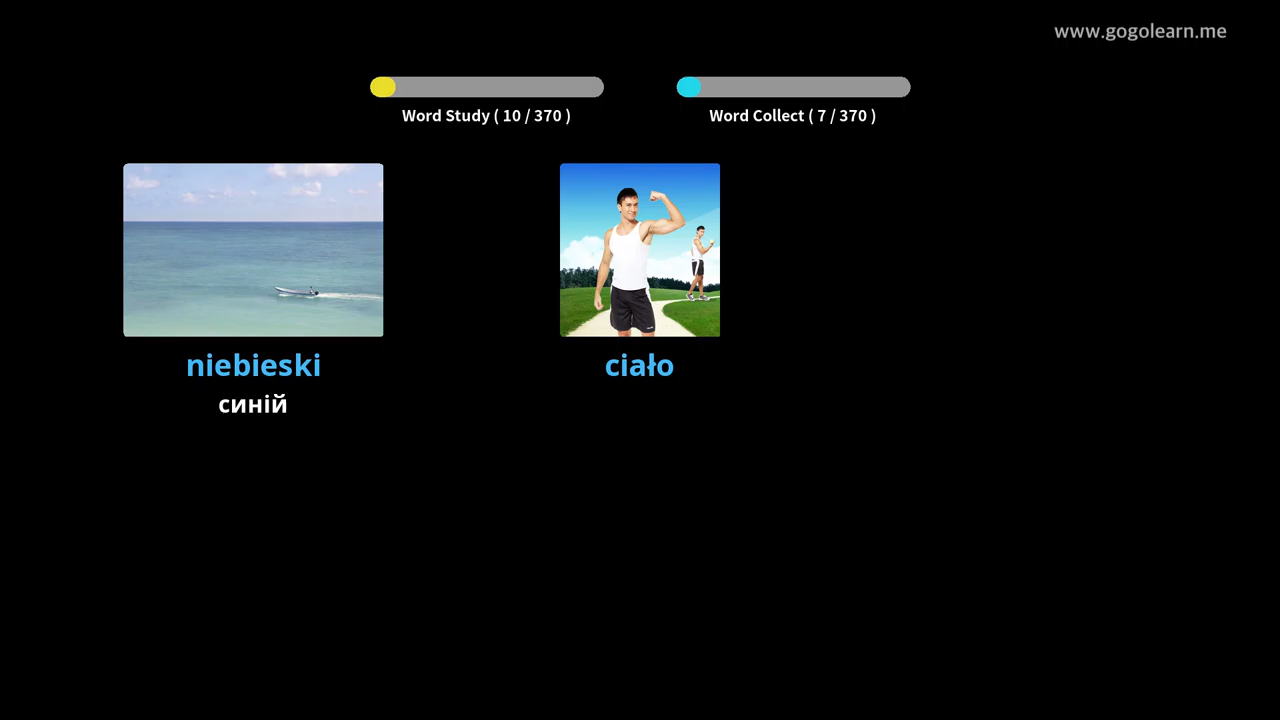 www.gogolearn.me
Word Study ( 10 / 370 )
Word Collect ( 7 / 370 )
niebieski
синій
ciało